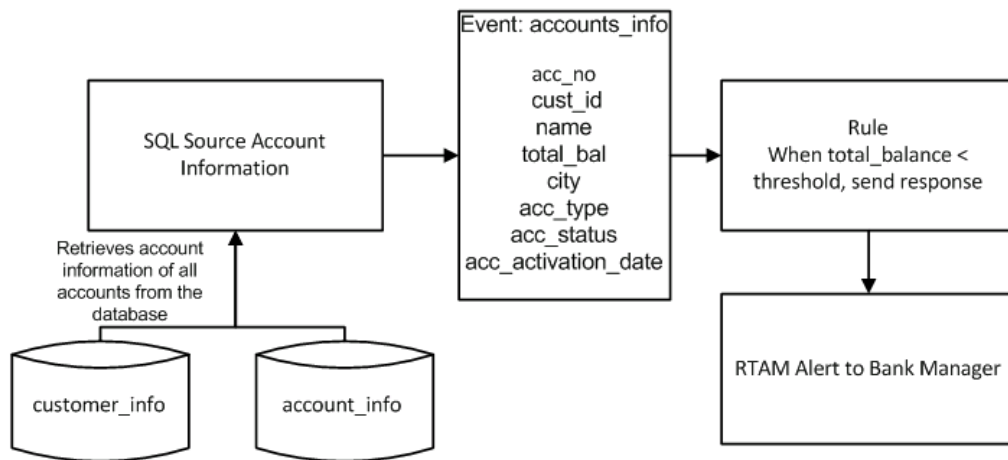 SQL Source Account
Information
Event: accounts_info
acc_no
cust_id
name
total_bal
city
acc_type
acc_status
acc_activation_date
Rule
When total_balance <
threshold, send response
Retrieves account
information of all
accounts from the
database
customer_info
account_info
RTAM Alert to Bank Manager